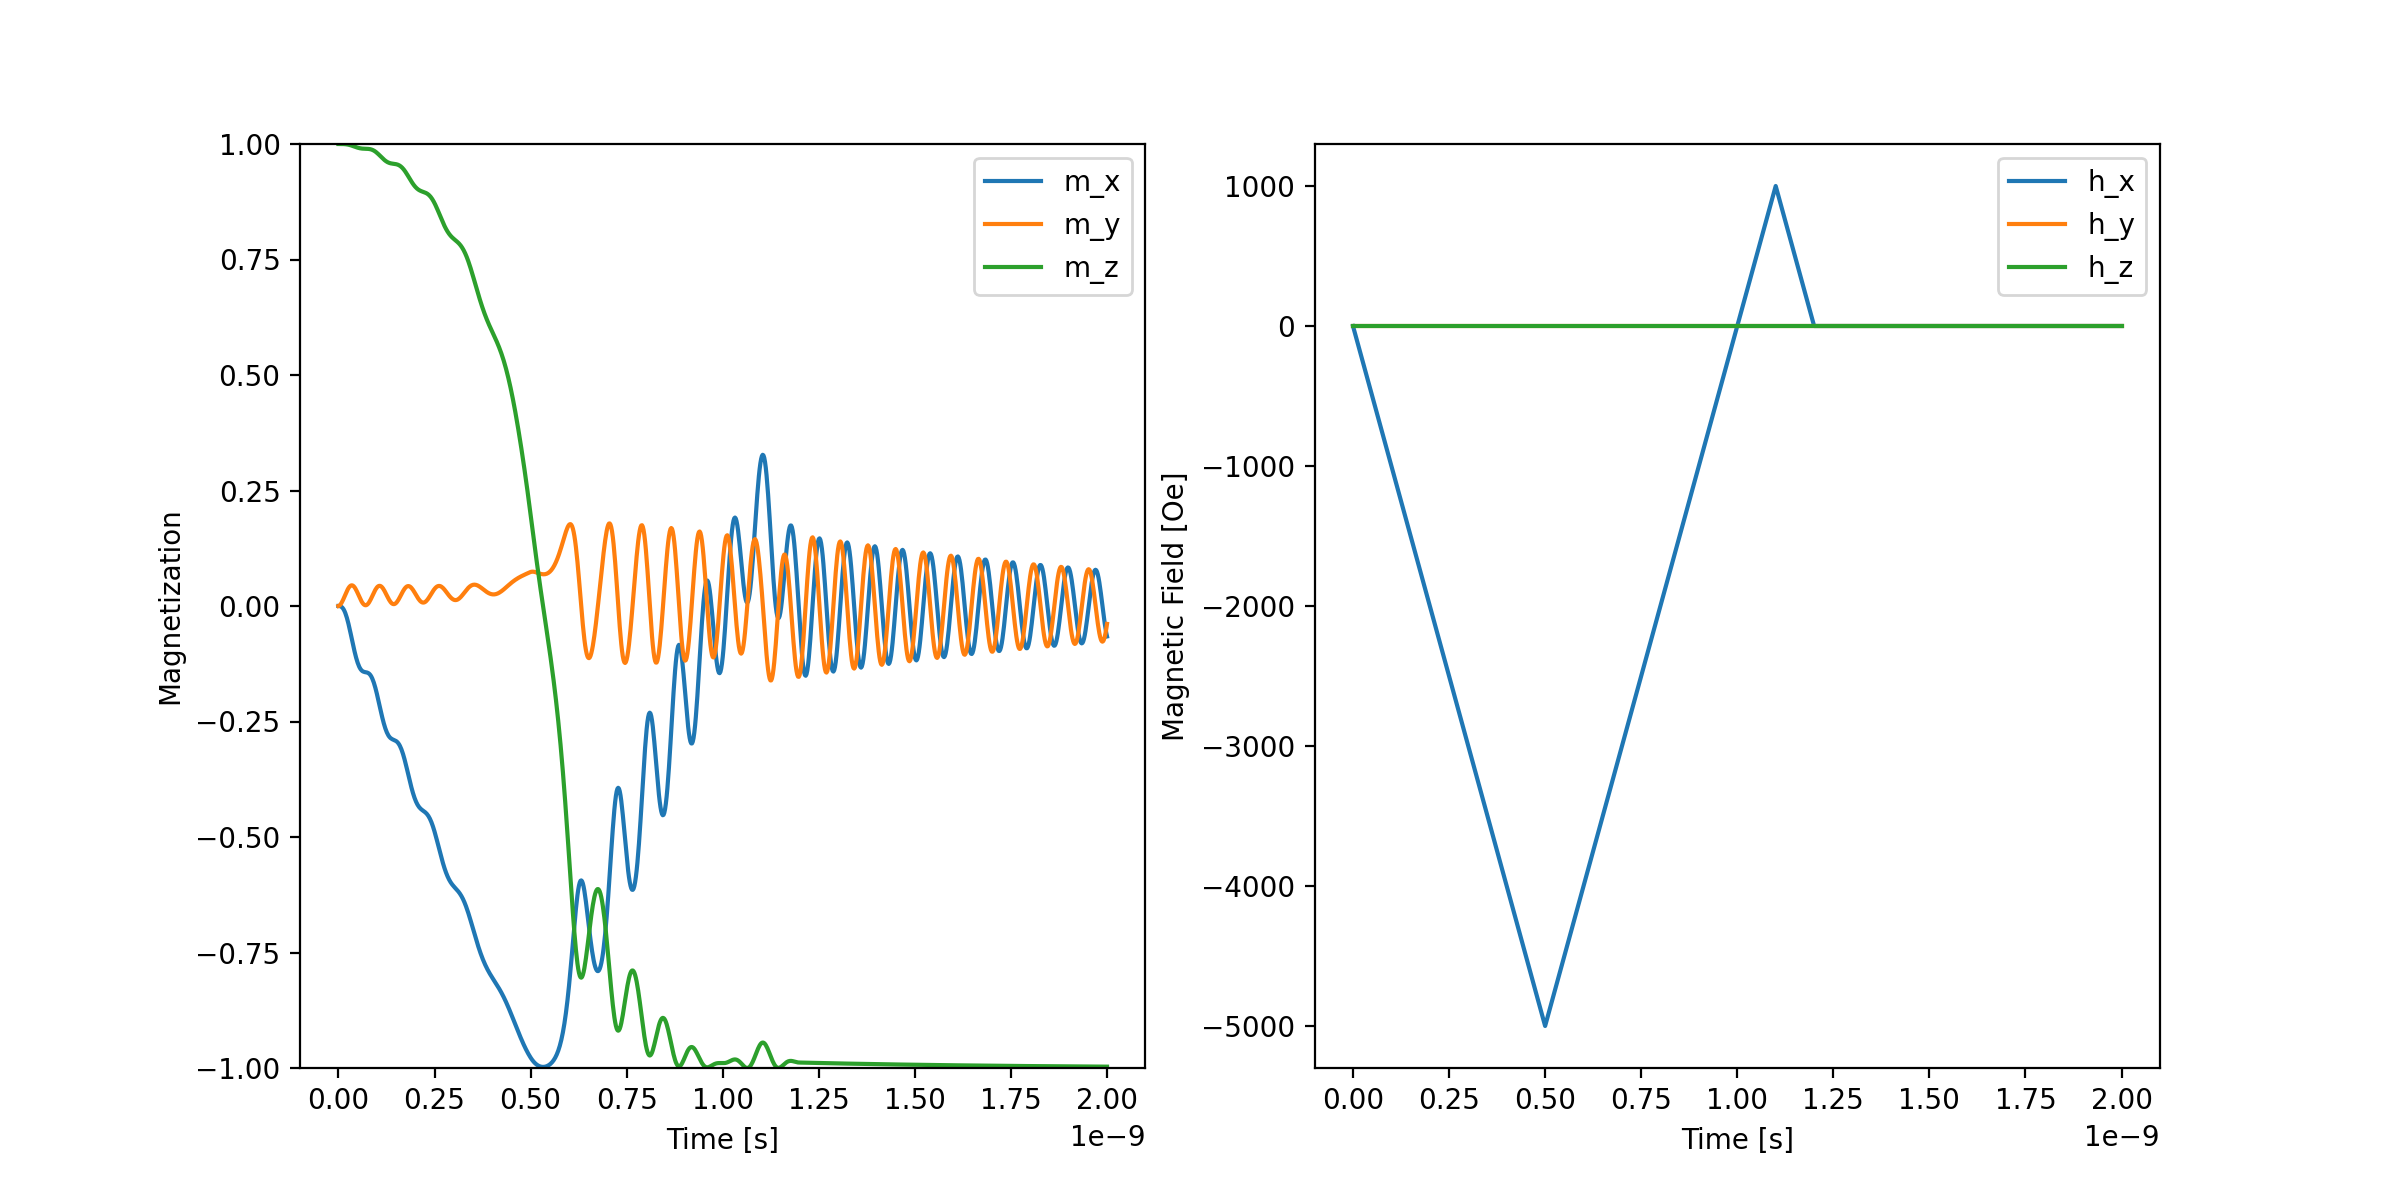 1.00
0.75
0.50
0.25
0.00
−0.25
−0.50
−0.75
−1.00
Magnetization
m_x
m_y
m_z
0.00 0.25 0.50 0.75 1.00 1.25 1.50 1.75 2.00
Time [s]
1e−9
1000
0
−1000
−2000
−3000
−4000
−5000
Magnetic Field [Oe]
h_x
h_y
h_z
0.00 0.25 0.50 0.75 1.00 1.25 1.50 1.75 2.00
Time [s]
1e−9